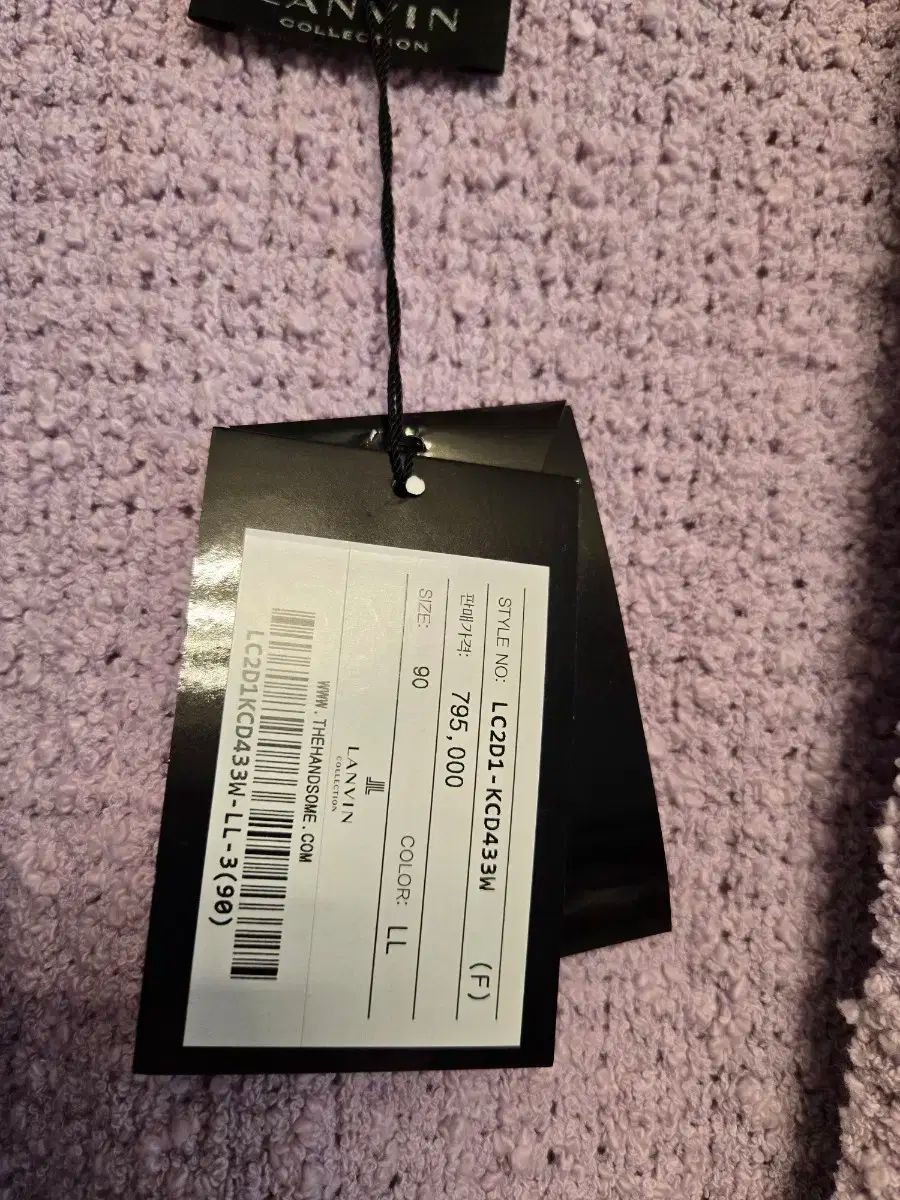 LANVIN
COLLECTION
STYLE NO: LC2D1-KCD433W (F)
판매가격: 795,000
SIZE: 90 COLOR: LL
LANVIN
COLLECTION
WWW.THEHANDSOME.COM
LC2D1KCD433W-LL-3(90)